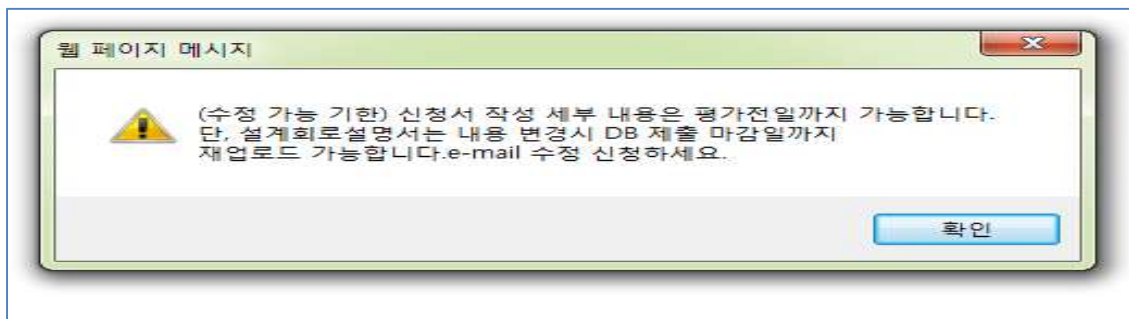 웹 페이지 메시지
(수정 가능 기한) 신청서 작성 세부 내용은 평가전일까지 가능합니다.
단, 설계회로설명서는 내용 변경시 DB 제출 마감일까지
재업로드 가능합니다.e-mail 수정 신청하세요.
확인